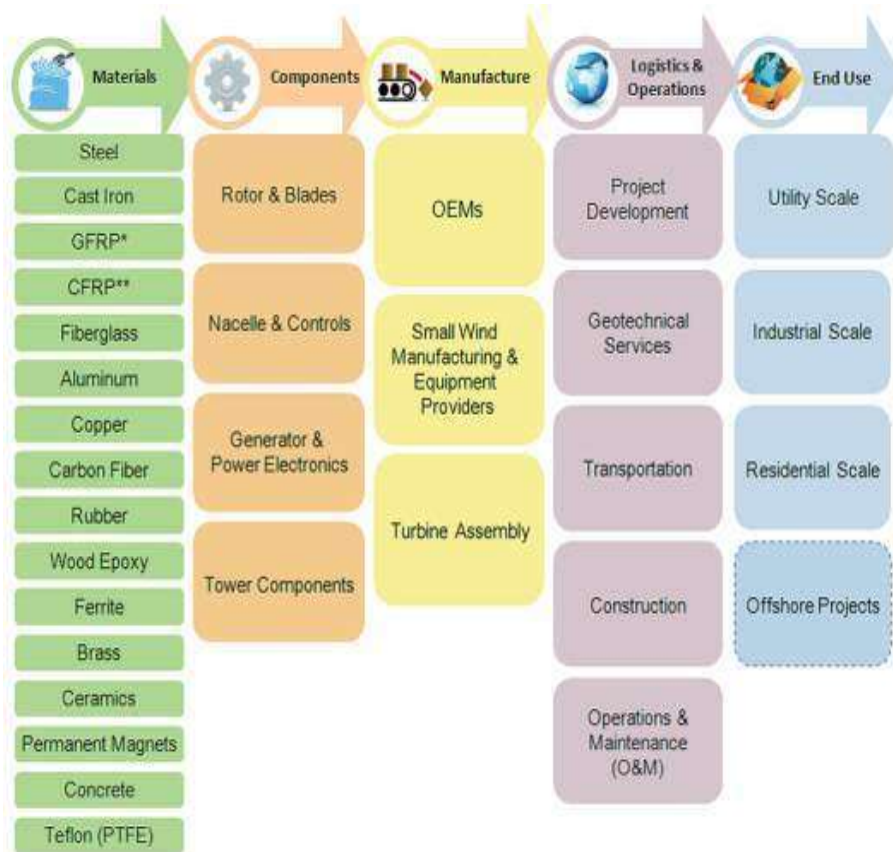 Materials
Steel
Cast Iron
GFRP*
CFRP**
Fiberglass
Aluminum
Copper
Carbon Fiber
Rubber
Wood Epoxy
Ferrite
Brass
Ceramics
Permanent Magnets
Concrete
Teflon (PTFE)
Components
Rotor & Blades
Nacelle & Controls
Generator &
Power Electronics
Tower Components
Manufacture
OEMs
Small Wind
Manufacturing &
Equipment
Providers
Turbine Assembly
Logistics &
Operations
Project
Development
Geotechnical
Services
Transportation
Construction
Operations &
Maintenance
(O&M)
End Use
Utility Scale
Industrial Scale
Residential Scale
Offshore Projects